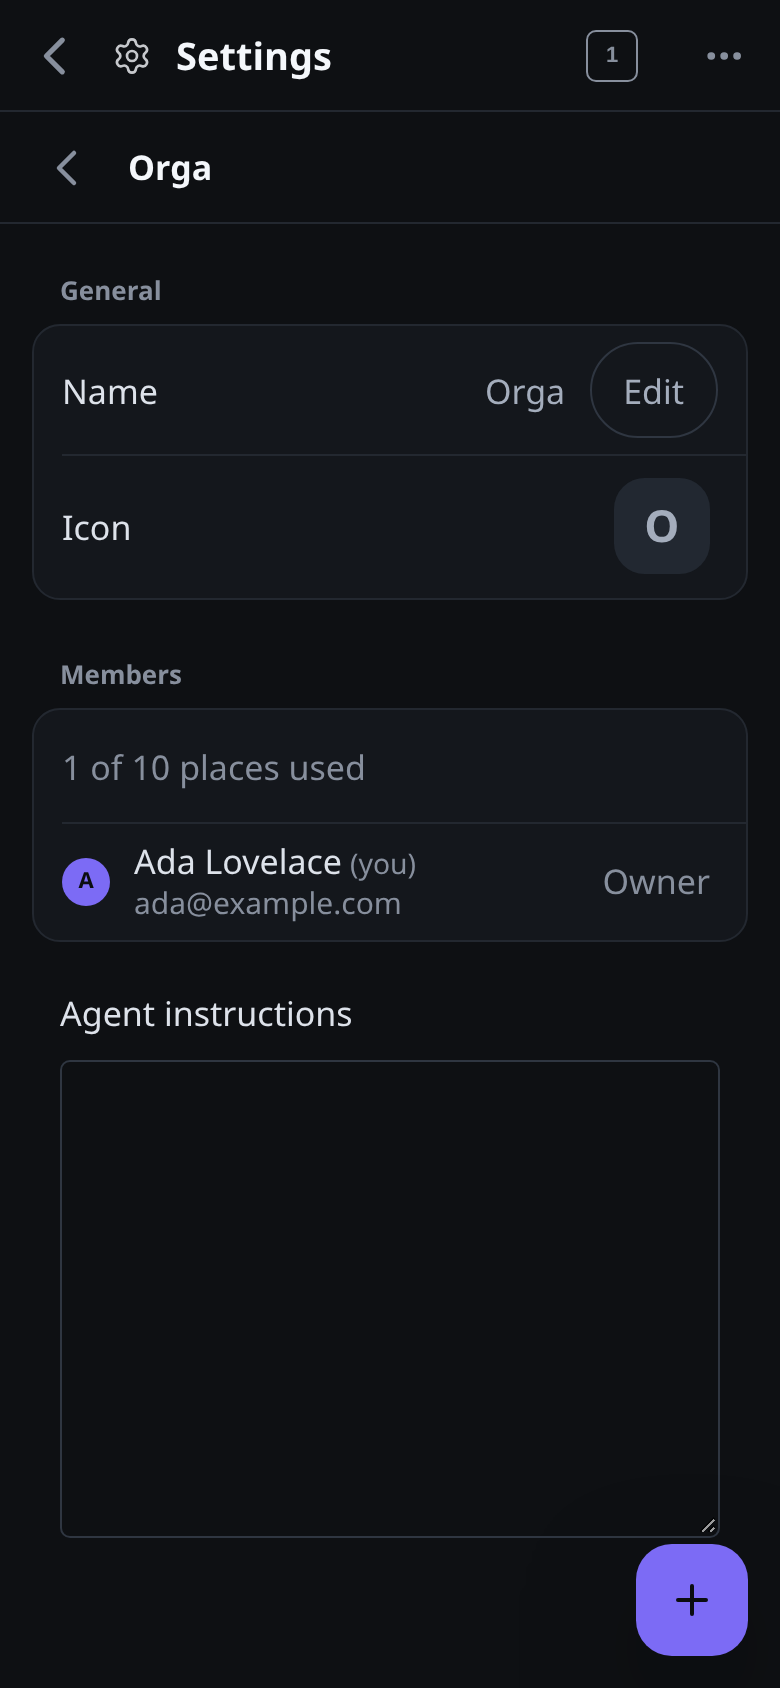 Settings
1
Orga
General
Name Orga Edit
Icon O
Members
1 of 10 places used
A Ada Lovelace (you)
ada@example.com
Owner
Agent instructions